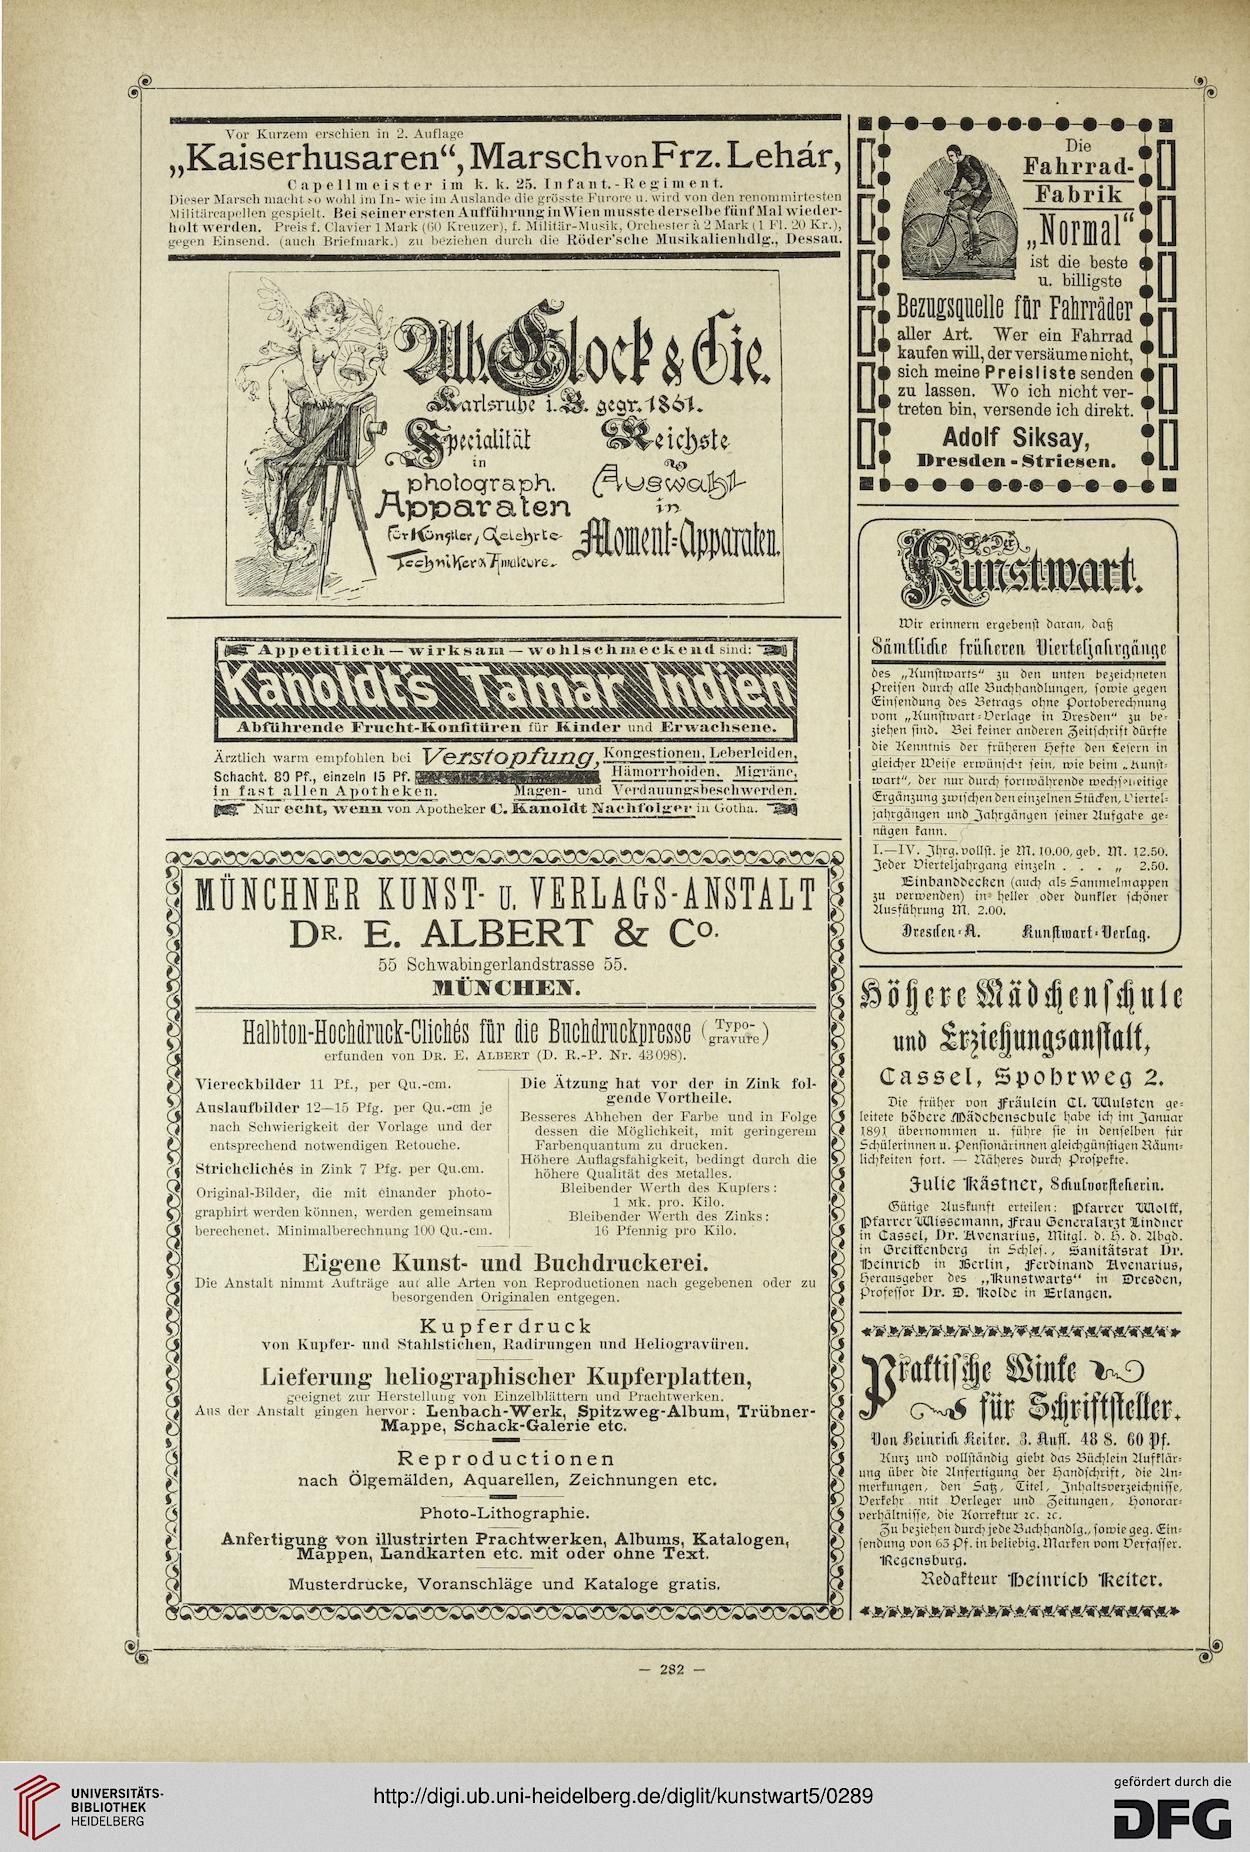 Vor Kurzem erschien in 2. Auflage
„Kaiserhusaren“, Marsch von Frz. Lehár,
Capellmeister im k. k. 25. Infant.-Regiment.
Dieser Marsch macht so wohl im In- wie im Auslande die grösste Furore u. wird von den renommirtesten
Militärcapellen gespielt. Bei seiner ersten Aufführung in Wien musste derselbe fünf Mal wieder-
holt werden. Preis f. Clavier 1 Mark (60 Kreuzer), f. Militär-Musik, Orchester à 2 Mark (1 Fl. 20 Kr.),
gegen Einsend. (auch Briefmark.) zu beziehen durch die Röder'sche Musikalienhdlg., Dessau.
Alb. Glock & Cie.
Karlsruhe i. B. gegr. 1861.
Specialität
in
photograph.
Apparaten
für Künstler, Gelehrte
Techniker & Amateure.
Reichste
Auswahl
in
Moment-Apparaten.
Appetitlich — wirksam — wohlschmeckend sind:
Kanoldt's Tamar Indien
Abführende Frucht-Konfitüren für Kinder und Erwachsene.
Ärztlich warm empfohlen bei Verstopfung, Kongestionen, Leberleiden,
Schacht. 80 Pf., einzeln 15 Pf. Hämorrhoiden, Migräne,
in fast allen Apotheken. Magen- und Verdauungsbeschwerden.
Nur echt, wenn von Apotheker C. Kanoldt Nachfolger in Gotha.
MÜNCHNER KUNST- U. VERLAGS-ANSTALT
DR. E. ALBERT & CO.
55 Schwabingerlandstrasse 55.
MÜNCHEN.
Halbton-Hochdruck-Clichés für die Buchdruckpresse (Typo-gravure)
erfunden von DR. E. ALBERT (D. R.-P. Nr. 43098).
Viereckbilder 11 Pf., per Qu.-cm.
Auslaufbilder 12—15 Pfg. per Qu.-cm je
nach Schwierigkeit der Vorlage und der
entsprechend notwendigen Retouche.
Strichclichés in Zink 7 Pfg. per Qu.cm.
Original-Bilder, die mit einander photo-
graphirt werden können, werden gemeinsam
berechenet. Minimalberechnung 100 Qu.-cm.
Die Ätzung hat vor der in Zink fol-
gende Vortheile.
Besseres Abheben der Farbe und in Folge
dessen die Möglichkeit, mit geringerem
Farbenquantum zu drucken.
Höhere Auflagsfähigkeit, bedingt durch die
höhere Qualität des Metalles.
Bleibender Werth des Kupfers:
1 Mk. pro. Kilo.
Bleibender Werth des Zinks:
16 Pfennig pro Kilo.
Eigene Kunst- und Buchdruckerei.
Die Anstalt nimmt Aufträge auf alle Arten von Reproductionen nach gegebenen oder zu
besorgenden Originalen entgegen.
Kupferdruck
von Kupfer- und Stahlstichen, Radirungen und Heliogravüren.
Lieferung heliographischer Kupferplatten,
geeignet zur Herstellung von Einzelblättern und Prachtwerken.
Aus der Anstalt gingen hervor: Lenbach-Werk, Spitzweg-Album, Trübner-
Mappe, Schack-Galerie etc.
Reproductionen
nach Ölgemälden, Aquarellen, Zeichnungen etc.
Photo-Lithographie.
Anfertigung von illustrirten Prachtwerken, Albums, Katalogen,
Mappen, Landkarten etc. mit oder ohne Text.
Musterdrucke, Voranschläge und Kataloge gratis.
Die
Fahrrad-
Fabrik
„Normal“
ist die beste
u. billigste
Bezugsquelle für Fahrräder
aller Art. Wer ein Fahrrad
kaufen will, der versäume nicht,
sich meine Preisliste senden
zu lassen. Wo ich nicht ver-
treten bin, versende ich direkt.
Adolf Siksay,
Dresden-Striesen.
Kunstwart.
Wir erinnern ergebenst daran, daß
Sämtliche früheren Vierteljahrgänge
des „Kunstwarts“ zu den unten bezeichneten
Preisen durch alle Buchhandlungen, sowie gegen
Einsendung des Betrags ohne Portoberechnung
vom „Kunstwart-Verlage in Dresden“ zu be-
ziehen sind. Bei keiner anderen Zeitschrift dürfte
die Kenntnis der früheren Hefte den Lesern in
gleicher Weise erwünscht sein, wie beim „Kunst-
wart“, der nur durch fortwährende wechselseitige
Ergänzung zwischen den einzelnen Stücken, Viertel-
jahrgängen und Jahrgängen seiner Aufgabe ge-
nügen kann.
I.—IV. Jhrg. vollst. je M. 10.00, geb. M. 12.50.
Jeder Vierteljahrgang einzeln . . . „ 2.50.
Einbanddecken (auch als Sammelmappen
zu verwenden) in heller oder dunkler schöner
Ausführung M. 2.00.
Dresden-A. Kunstwart-Verlag.
Höhere Mädchenschule
und Erziehungsanstalt,
Cassel, Spohrweg 2.
Die früher von Fräulein Cl. Wulsten ge-
leitete höhere Mädchenschule habe ich im Januar
1891 übernommen u. führe sie in denselben für
Schülerinnen u. Pensionärinnen gleichgünstigen Räum-
lichkeiten fort. — Näheres durch Prospekte.
Julie Kästner, Schulvorsteherin.
Gütige Auskunft erteilen: Pfarrer Wolff,
Pfarrer Wissemann, Frau Generalarzt Lindner
in Cassel, Dr. Avenarius, Mitgl. d. H. d. Abgd.
in Greiffenberg in Schles., Sanitätsrat Dr.
Heinrich in Berlin, Ferdinand Avenarius,
Herausgeber des „Kunstwarts“ in Dresden,
Professor Dr. D. Kolde in Erlangen.
Praktische Winke
für Schriftsteller.
Von Heinrich Keiter. 3. Aufl. 48 S. 60 Pf.
Kurz und vollständig giebt das Büchlein Aufklär-
ung über die Anfertigung der Handschrift, die An-
merkungen, den Satz, Titel, Inhaltsverzeichnisse,
Verkehr mit Verleger und Zeitungen, Honorar-
verhältnisse, die Korrektur ꝛc. ꝛc.
Zu beziehen durch jede Buchhandlg., sowie geg. Ein-
sendung von 63 Pf. in beliebig. Marken vom Verfasser.
Regensburg.
Redakteur Heinrich Keiter.
— 282 —
UNIVERSITÄTS-
BIBLIOTHEK
HEIDELBERG
http://digi.ub.uni-heidelberg.de/diglit/kunstwart5/0289
gefördert durch die
DFG